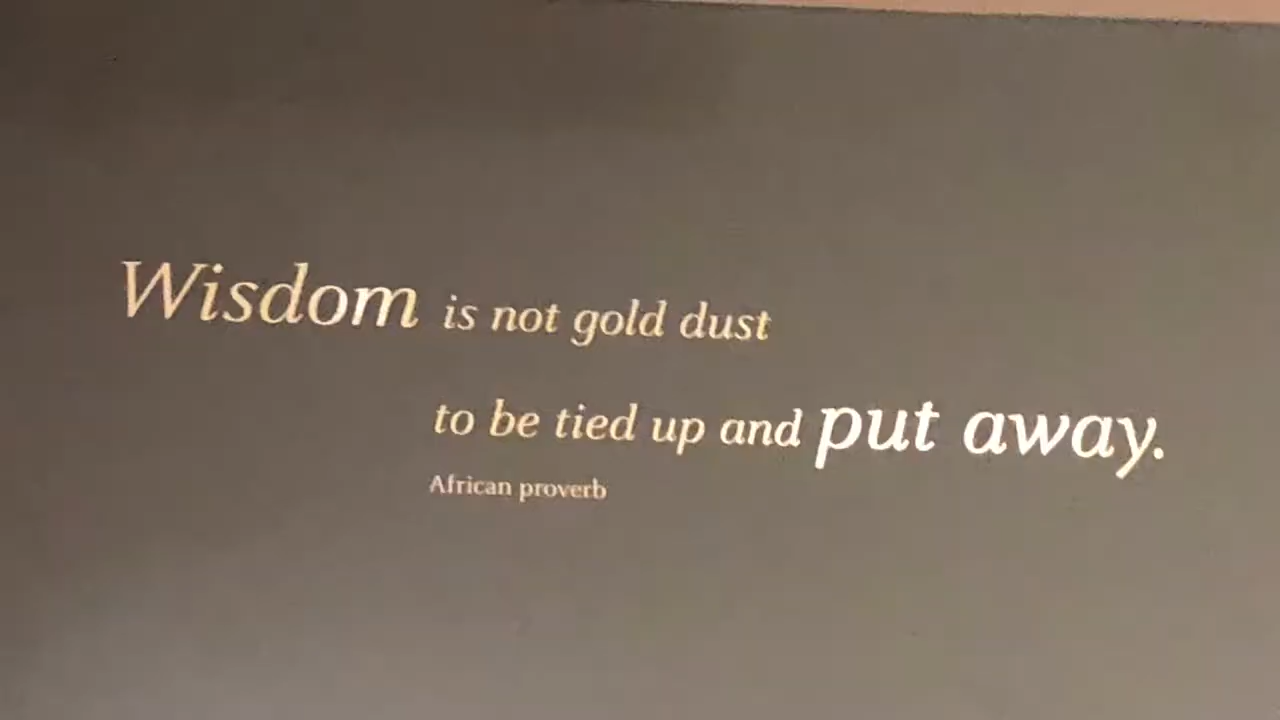 Wisdom is not gold dust
to be tied up and put away.
African proverb